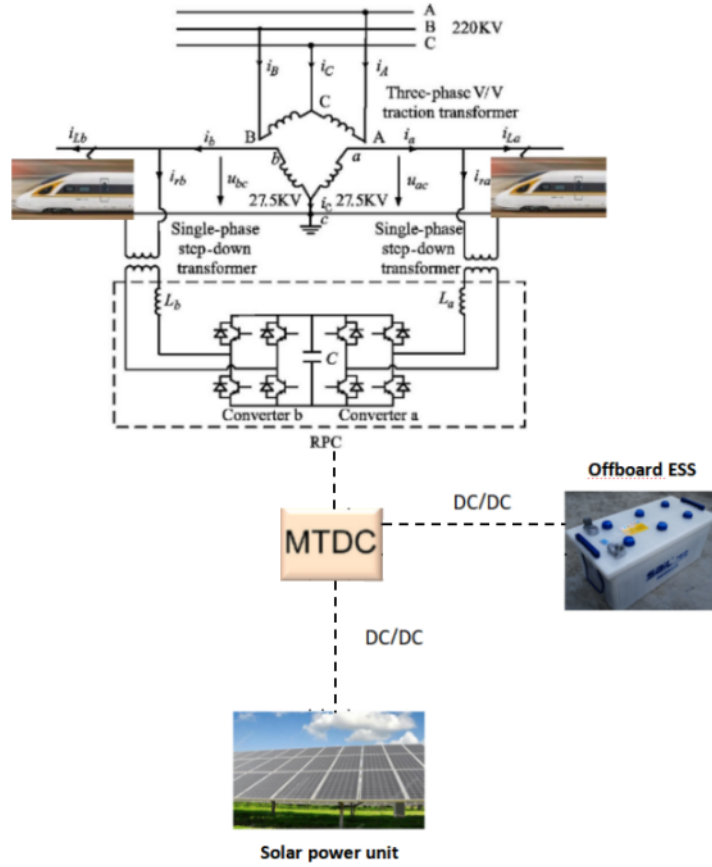 A
B 220KV
C
i_B i_C i_A
Three-phase V/V
traction transformer
C
B A
i_Lb i_b i_a i_La
b a
i_rb u_bc u_ac i_ra
27.5KV i_C 27.5KV
c
Single-phase
step-down
transformer
Single-phase
step-down
transformer
L_b L_a
C
Converter b Converter a
RPC
Offboard ESS
DC/DC
MTDC
DC/DC
Solar power unit